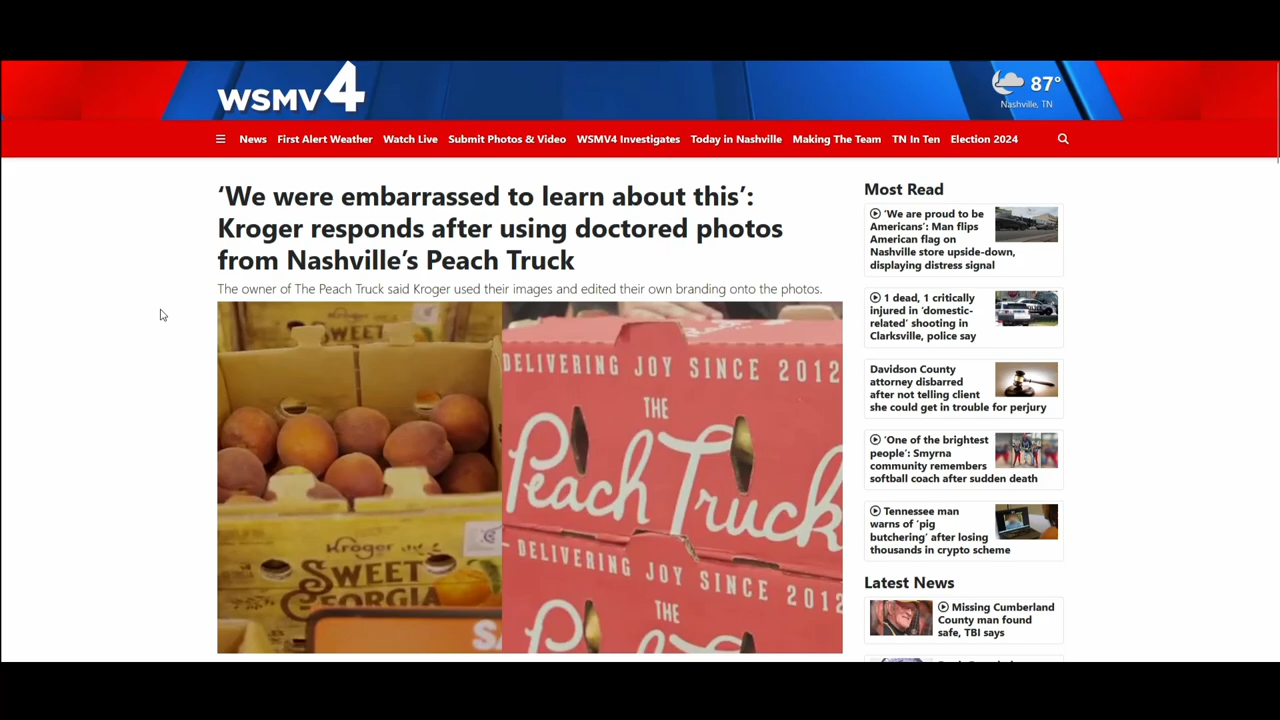 WSMV 4
87°
Nashville, TN
☰ News First Alert Weather Watch Live Submit Photos & Video WSMV4 Investigates Today in Nashville Making The Team TN In Ten Election 2024
‘We were embarrassed to learn about this’:
Kroger responds after using doctored photos
from Nashville’s Peach Truck
The owner of The Peach Truck said Kroger used their images and edited their own branding onto the photos.
SWEET
Kroger
SWEET
GEORGIA
SA
DELIVERING JOY SINCE 2012
THE
Peach Truck
– DELIVERING JOY SINCE 2012
THE
Most Read
‘We are proud to be
Americans’: Man flips
American flag on
Nashville store upside-down,
displaying distress signal
1 dead, 1 critically
injured in ‘domestic-
related’ shooting in
Clarksville, police say
Davidson County
attorney disbarred
after not telling client
she could get in trouble for perjury
‘One of the brightest
people’: Smyrna
community remembers
softball coach after sudden death
Tennessee man
warns of ‘pig
butchering’ after losing
thousands in crypto scheme
Latest News
Missing Cumberland
County man found
safe, TBI says